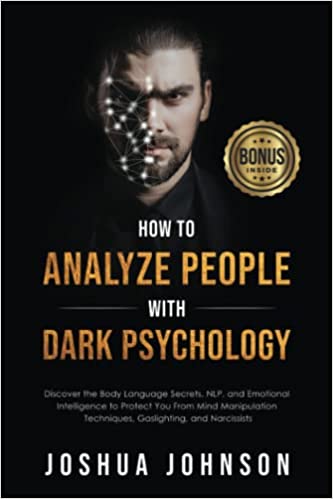 BONUS
INSIDE
HOW TO
ANALYZE PEOPLE
WITH
DARK PSYCHOLOGY
Discover the Body Language Secrets, NLP, and Emotional
Intelligence to Protect You From Mind Manipulation
Techniques, Gaslighting, and Narcissists
JOSHUA JOHNSON